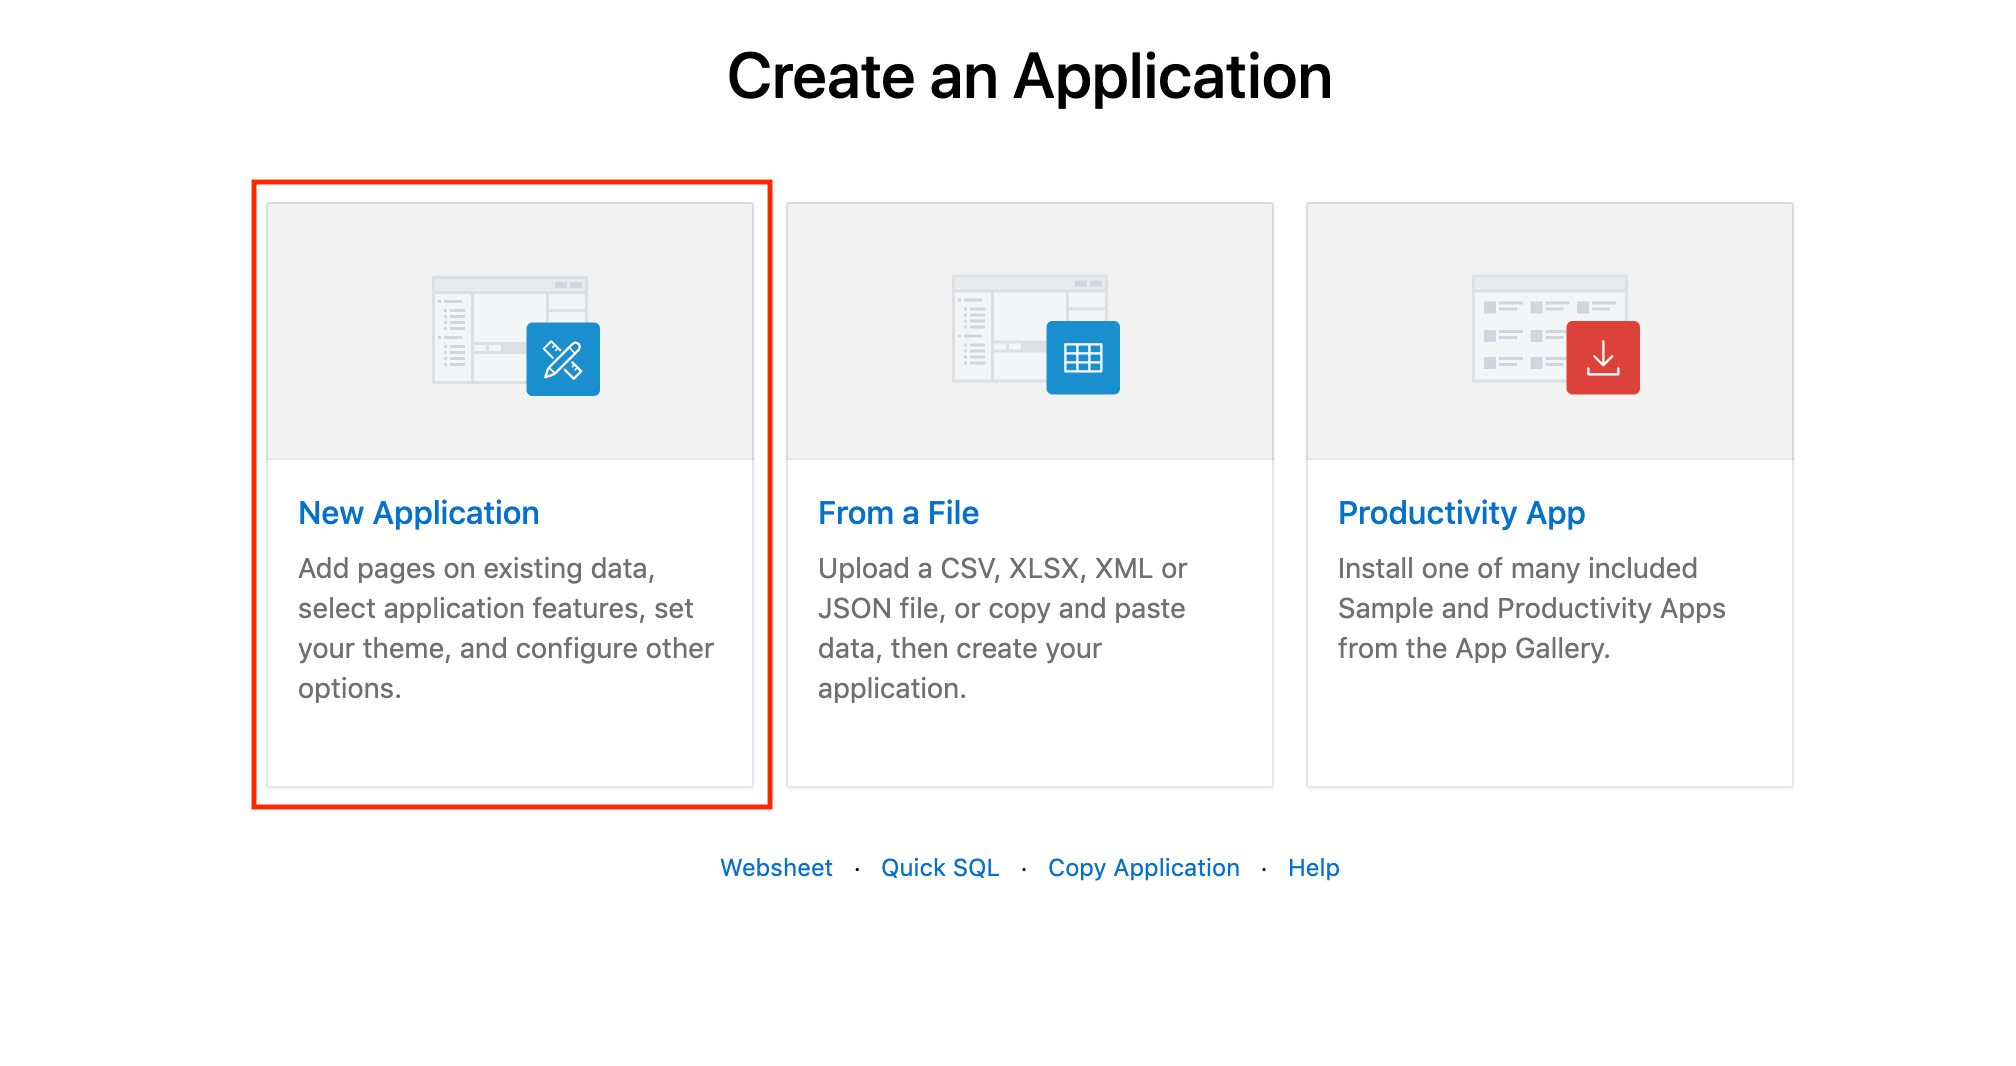 Create an Application
New Application
Add pages on existing data,
select application features, set
your theme, and configure other
options.
From a File
Upload a CSV, XLSX, XML or
JSON file, or copy and paste
data, then create your
application.
Productivity App
Install one of many included
Sample and Productivity Apps
from the App Gallery.
Websheet · Quick SQL · Copy Application · Help